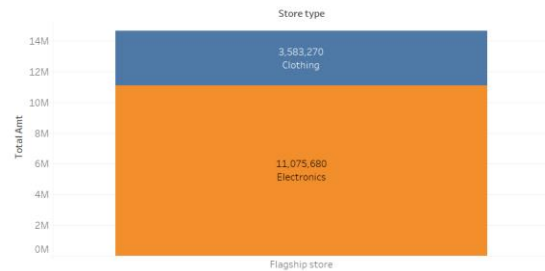 Store type
14M
12M
10M
8M
6M
4M
2M
0M
Total Amt
3,583,270
Clothing
11,075,680
Electronics
Flagship store